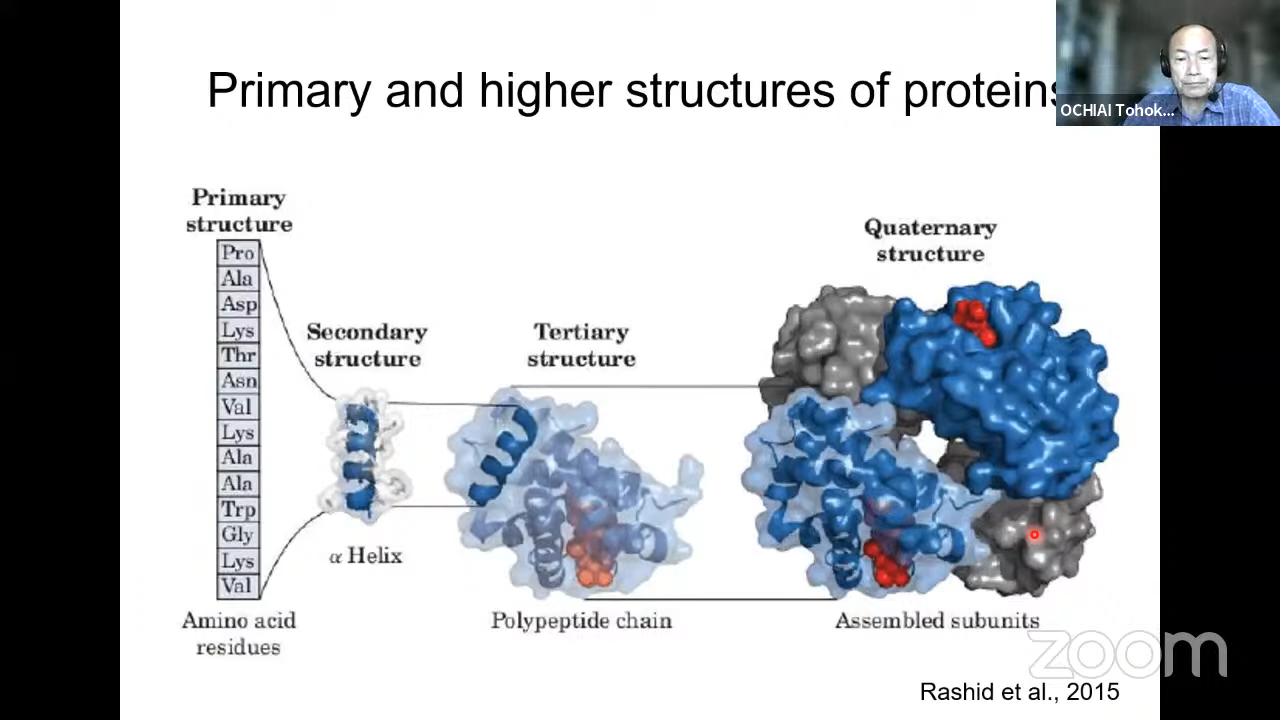 Primary and higher structures of proteins
OCHIAI Tohok...
Primary
structure
Pro
Ala
Asp
Lys
Thr
Asn
Val
Lys
Ala
Ala
Trp
Gly
Lys
Val
Amino acid
residues
Secondary
structure
α Helix
Tertiary
structure
Polypeptide chain
Quaternary
structure
Assembled subunits
zoom
Rashid et al., 2015